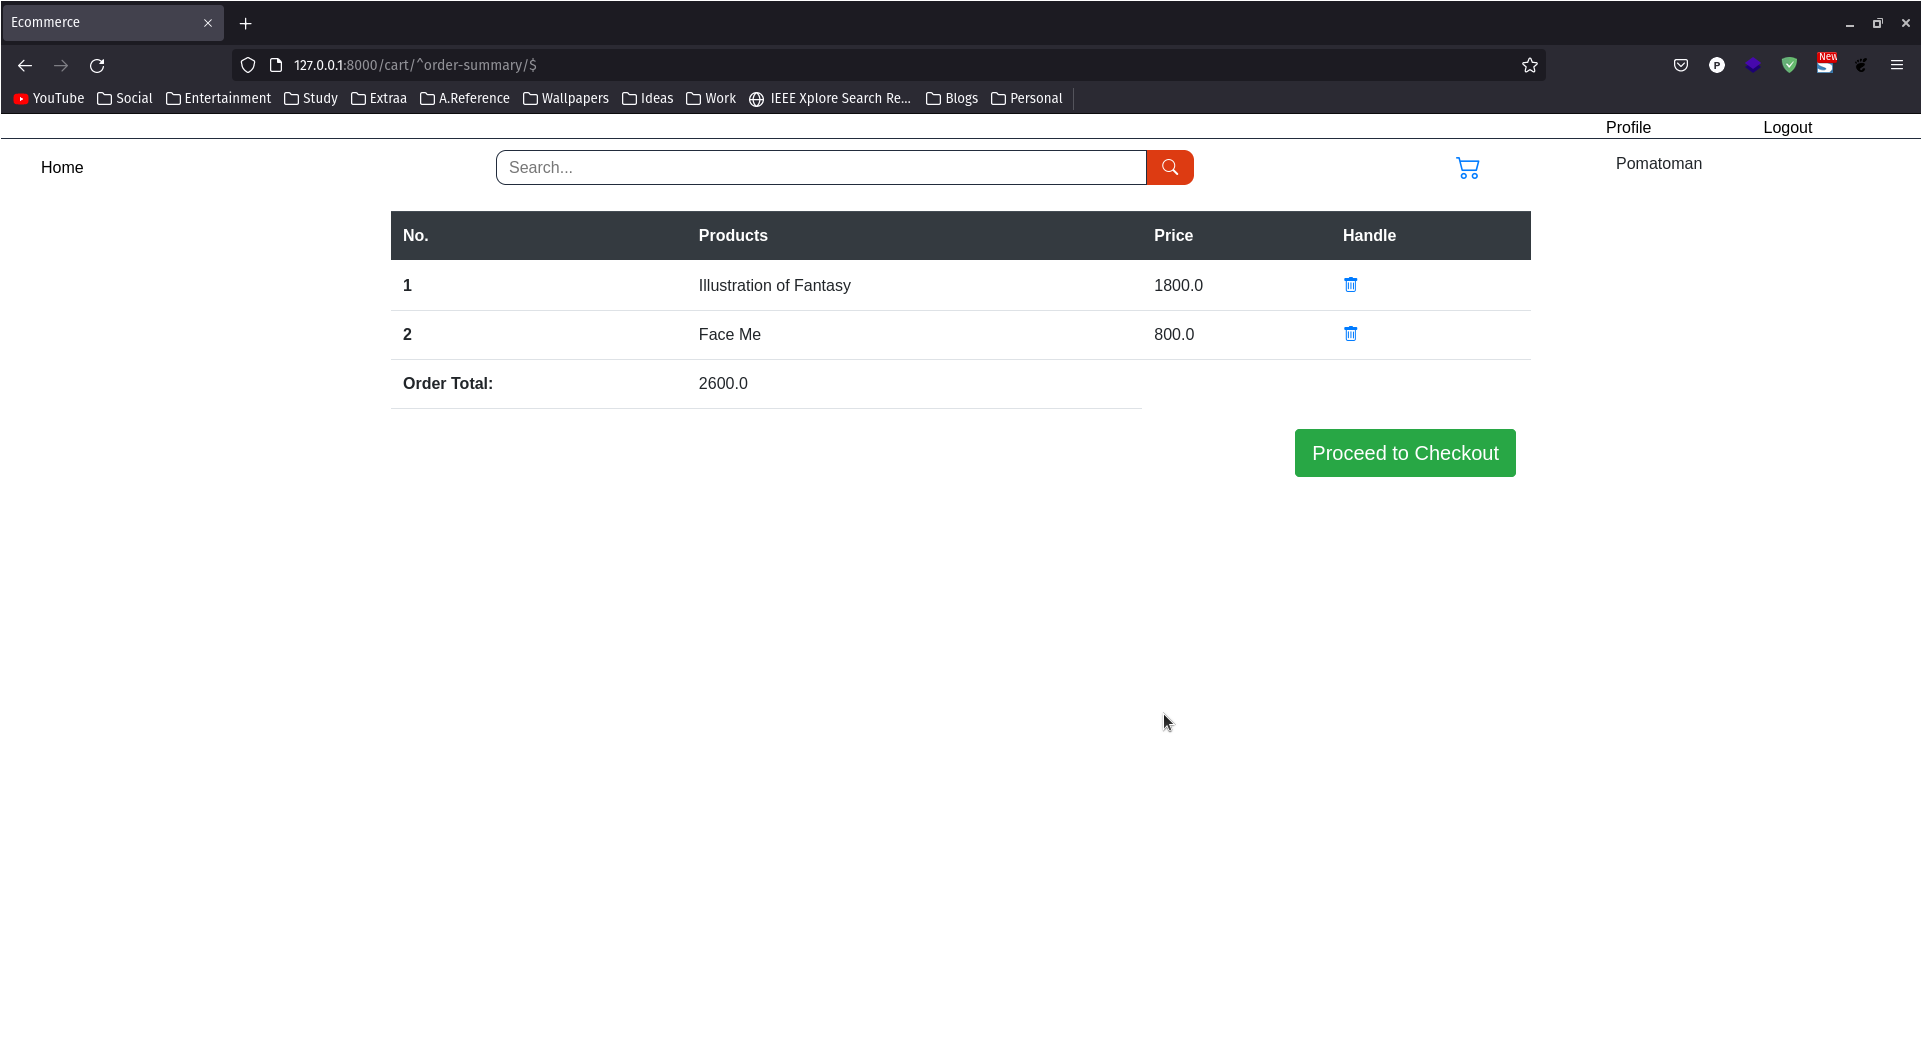 Ecommerce
127.0.0.1:8000/cart/^order-summary/$
P
New
YouTube Social Entertainment Study Extraa A.Reference Wallpapers Ideas Work IEEE Xplore Search Re... Blogs Personal
Profile Logout
Home Search... Pomatoman
No. Products Price Handle
1 Illustration of Fantasy 1800.0
2 Face Me 800.0
Order Total: 2600.0
Proceed to Checkout